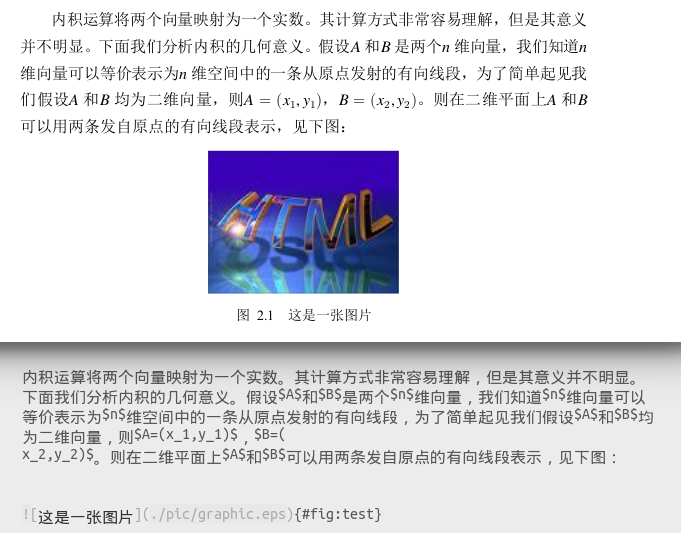 内积运算将两个向量映射为一个实数。其计算方式非常容易理解，但是其意义
并不明显。下面我们分析内积的几何意义。假设A 和B 是两个n 维向量，我们知道n
维向量可以等价表示为n 维空间中的一条从原点发射的有向线段，为了简单起见我
们假设A 和B 均为二维向量，则A = (x₁,y₁)，B = (x₂,y₂)。则在二维平面上A 和B
可以用两条发自原点的有向线段表示，见下图：
HTML
图 2.1 这是一张图片
内积运算将两个向量映射为一个实数。其计算方式非常容易理解，但是其意义并不明显。
下面我们分析内积的几何意义。假设$A$和$B$是两个$n$维向量，我们知道$n$维向量可以
等价表示为$n$维空间中的一条从原点发射的有向线段，为了简单起见我们假设$A$和$B$均
为二维向量，则$A=(x_1,y_1)$，$B=(
x_2,y_2)$。则在二维平面上$A$和$B$可以用两条发自原点的有向线段表示，见下图：
![这是一张图片](./pic/graphic.eps){#fig:test}